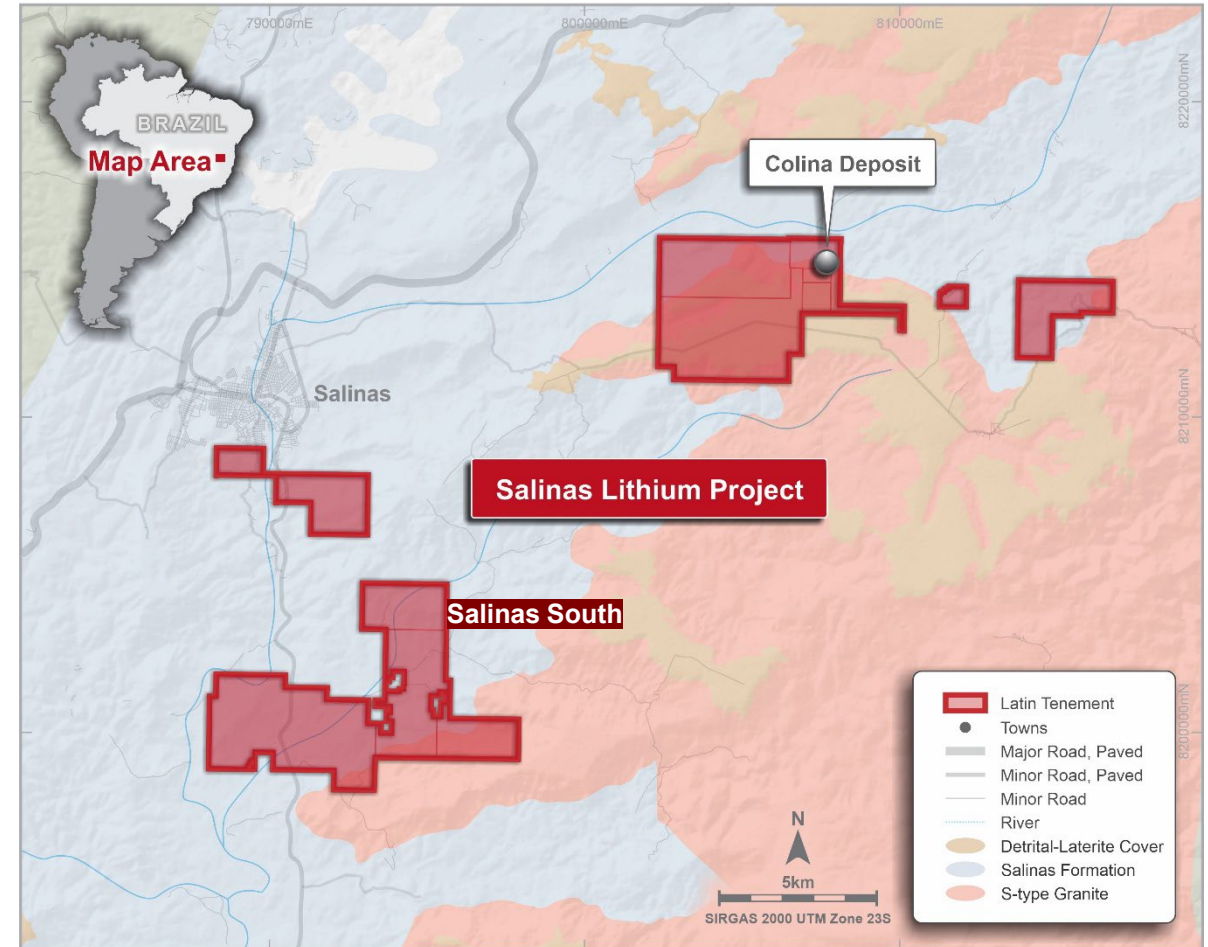 790000mE
800000mE
810000mE
8220000mN
BRAZIL
Map Area
Colina Deposit
Salinas
8210000mN
Salinas Lithium Project
Salinas South
8200000mN
Latin Tenement
Towns
Major Road, Paved
Minor Road, Paved
Minor Road
River
Detrital-Laterite Cover
Salinas Formation
S-type Granite
N
5km
SIRGAS 2000 UTM Zone 23S